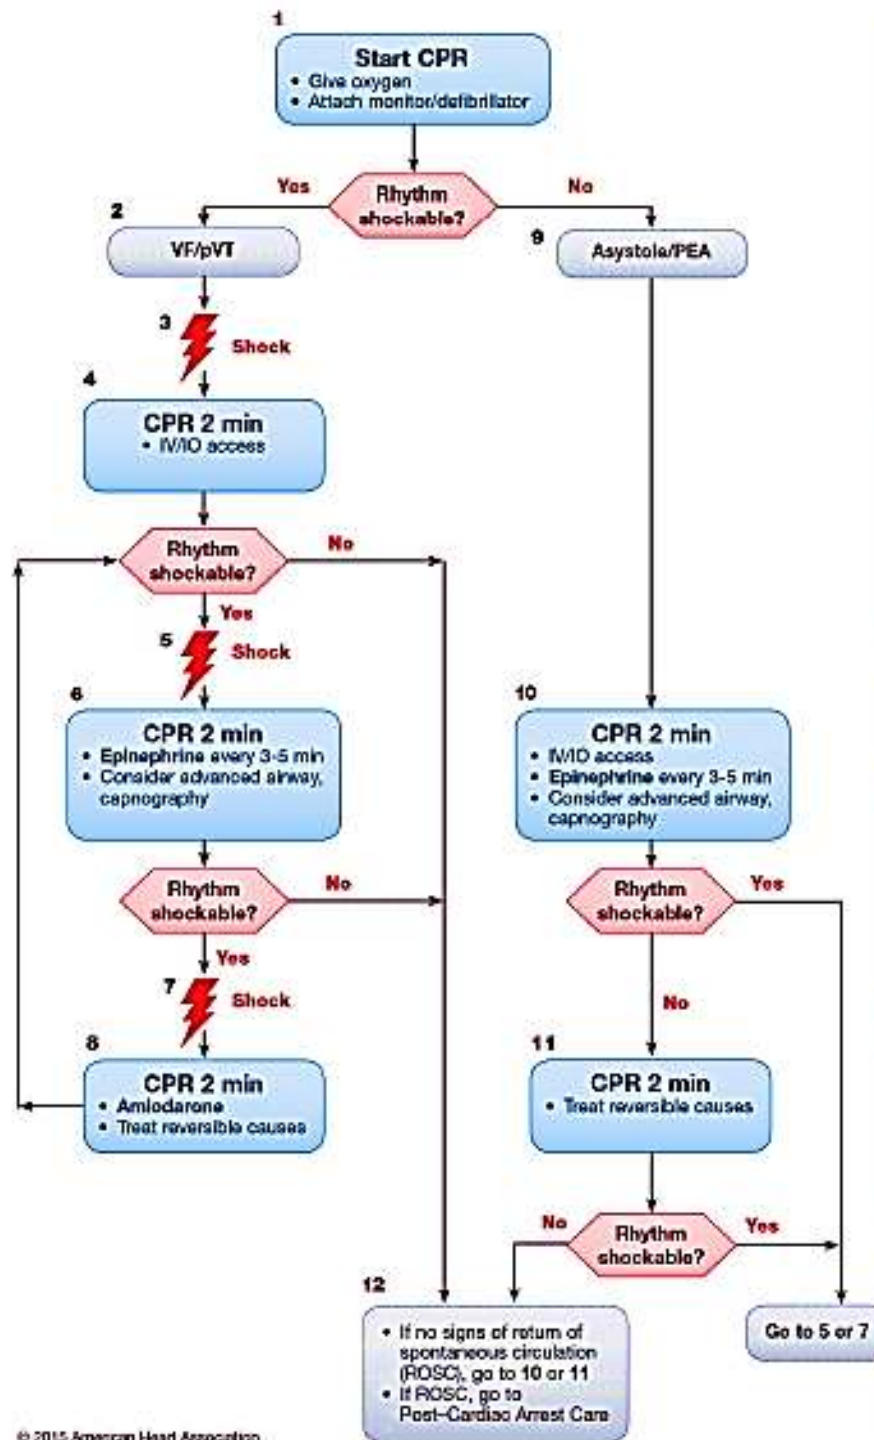 1
Start CPR
• Give oxygen
• Attach monitor/defibrillator
Rhythm
shockable?
Yes
No
2
VF/pVT
9
Asystole/PEA
3
Shock
4
CPR 2 min
• IV/IO access
Rhythm
shockable?
No
Yes
5
Shock
6
CPR 2 min
• Epinephrine every 3-5 min
• Consider advanced airway,
capnography
10
CPR 2 min
• IV/IO access
• Epinephrine every 3-5 min
• Consider advanced airway,
capnography
Rhythm
shockable?
No
Yes
Rhythm
shockable?
Yes
No
7
Shock
8
CPR 2 min
• Amiodarone
• Treat reversible causes
11
CPR 2 min
• Treat reversible causes
Rhythm
shockable?
No
Yes
12
• If no signs of return of
spontaneous circulation
(ROSC), go to 10 or 11
• If ROSC, go to
Post–Cardiac Arrest Care
Go to 5 or 7
© 2015 American Heart Association